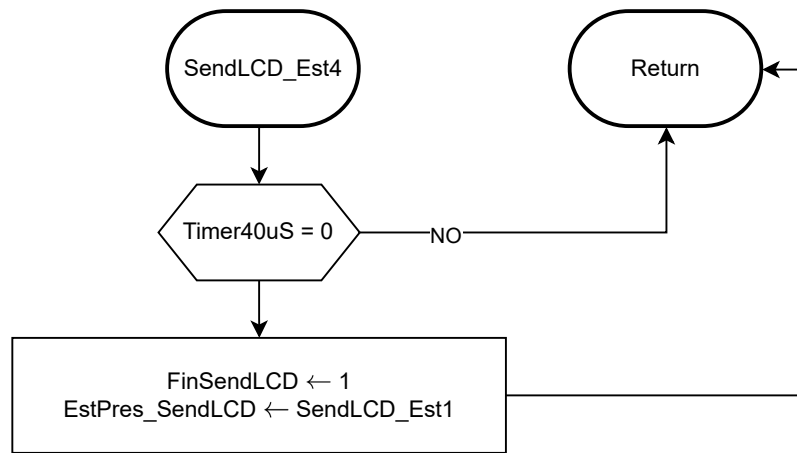 SendLCD_Est4
Return
Timer40uS = 0
NO
FinSendLCD ← 1
EstPres_SendLCD ← SendLCD_Est1